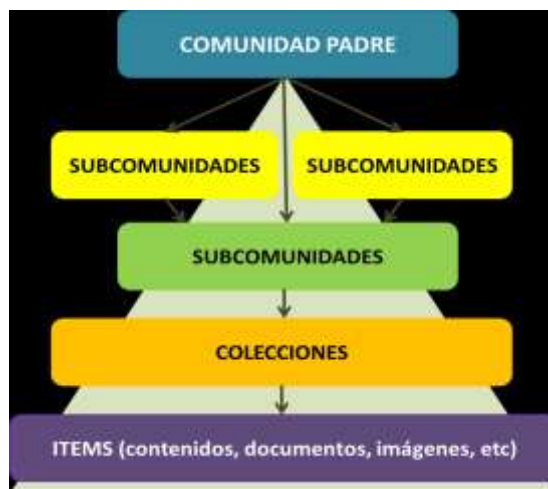 COMUNIDAD PADRE
SUBCOMUNIDADES
SUBCOMUNIDADES
SUBCOMUNIDADES
COLECCIONES
ITEMS (contenidos, documentos, imágenes, etc)